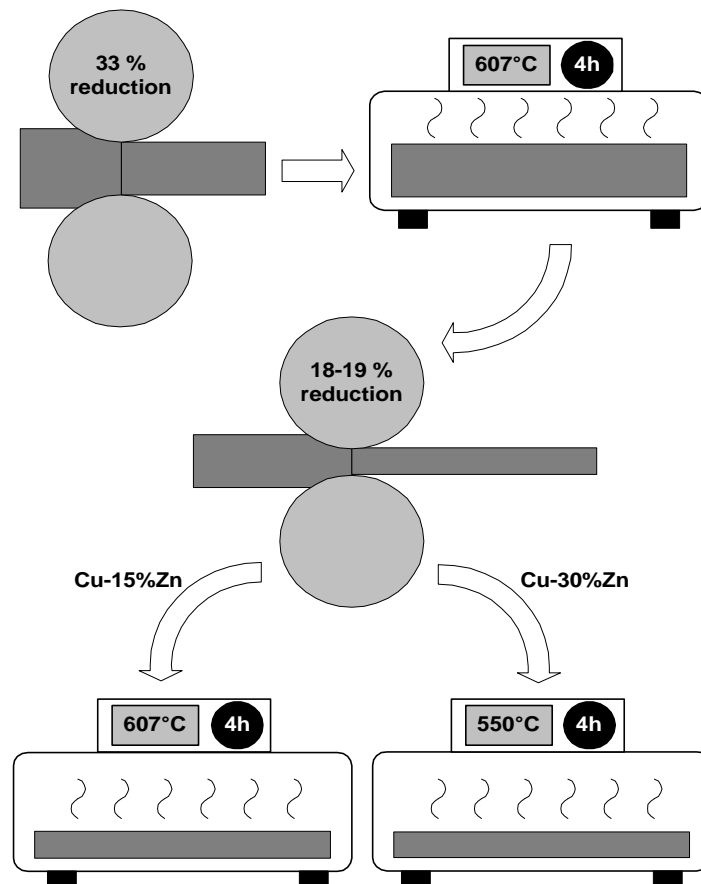 33 %
reduction
607°C
4h
18-19 %
reduction
Cu-15%Zn
Cu-30%Zn
607°C
4h
550°C
4h